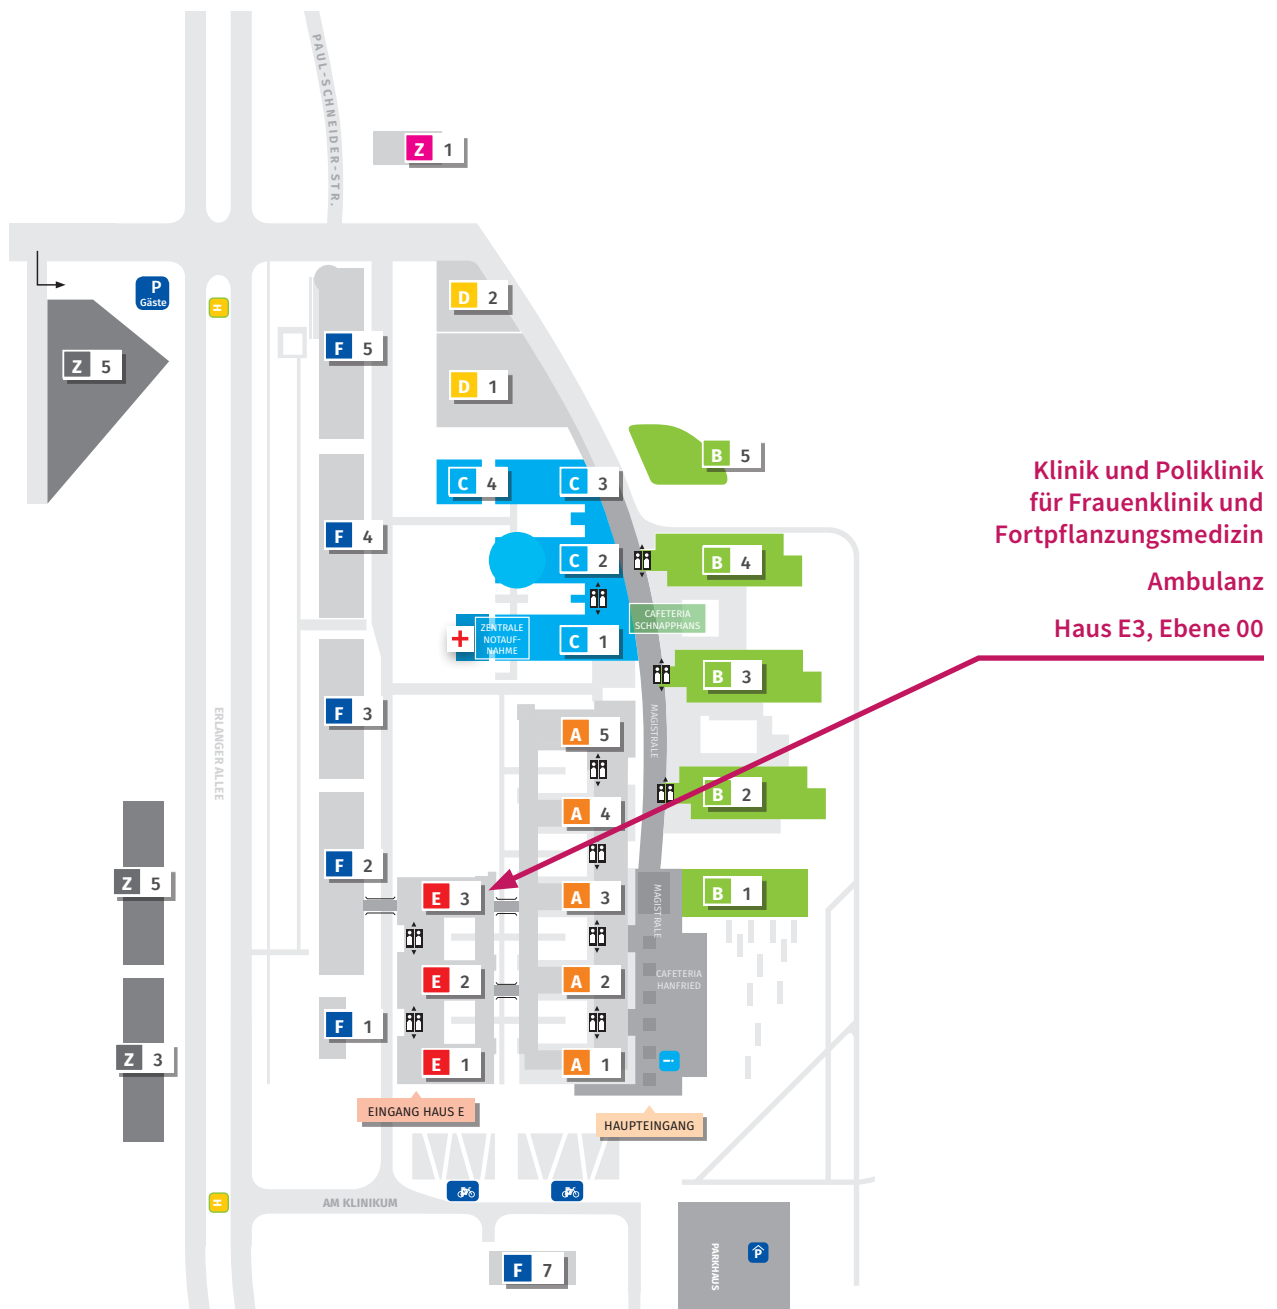 PAUL-SCHNEIDER-STR.
Z 1
P
Gäste
H
D 2
F 5
Z 5
D 1
B 5
Klinik und Poliklinik
für Frauenklinik und
Fortpflanzungsmedizin
Ambulanz
Haus E3, Ebene 00
C 4
C 3
F 4
C 2
B 4
CAFETERIA
SCHNAPPHANS
ZENTRALE
NOTAUF-
NAHME
C 1
B 3
F 3
MAGISTRALE
A 5
ERLANGER ALLEE
B 2
A 4
F 2
Z 5
E 3
A 3
MAGISTRALE
B 1
E 2
A 2
CAFETERIA
HANFRIED
F 1
Z 3
E 1
A 1
i
EINGANG HAUS E
HAUPTEINGANG
H
AM KLINIKUM
P
P
F 7
PARKHAUS
P